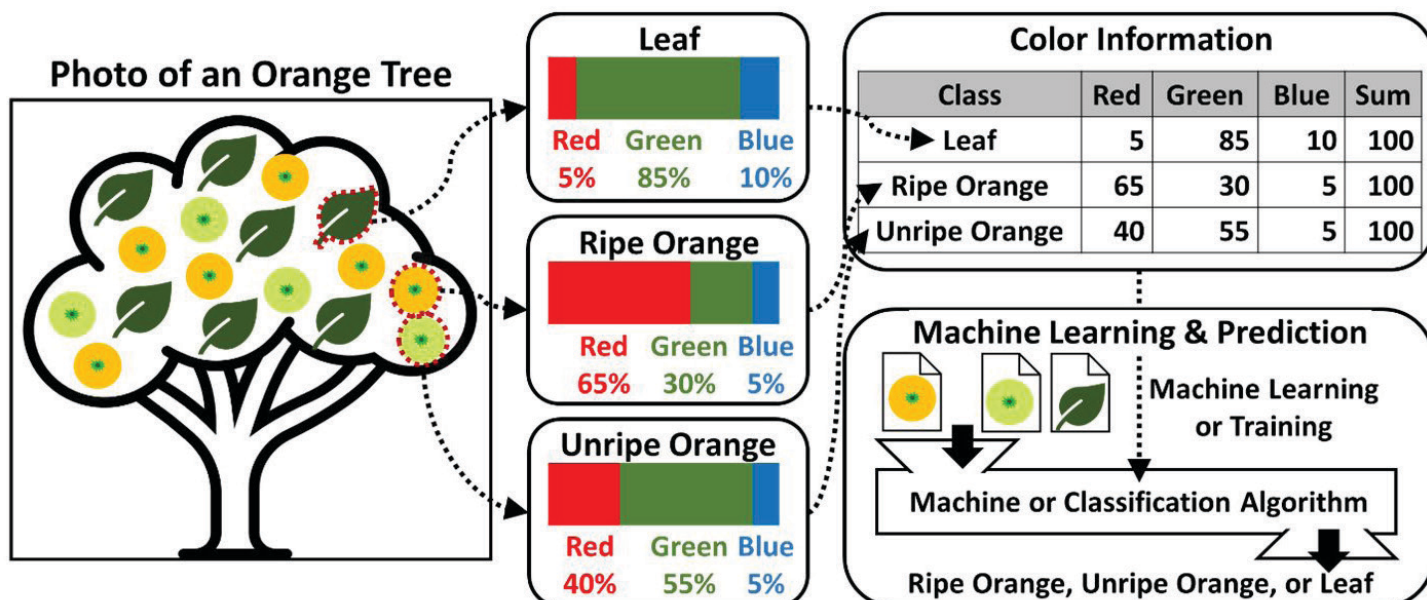 Photo of an Orange Tree
Leaf
Red Green Blue
5% 85% 10%
Ripe Orange
Red Green Blue
65% 30% 5%
Unripe Orange
Red Green Blue
40% 55% 5%
Color Information
Class Red Green Blue Sum
Leaf 5 85 10 100
Ripe Orange 65 30 5 100
Unripe Orange 40 55 5 100
Machine Learning & Prediction
Machine Learning
or Training
Machine or Classification Algorithm
Ripe Orange, Unripe Orange, or Leaf